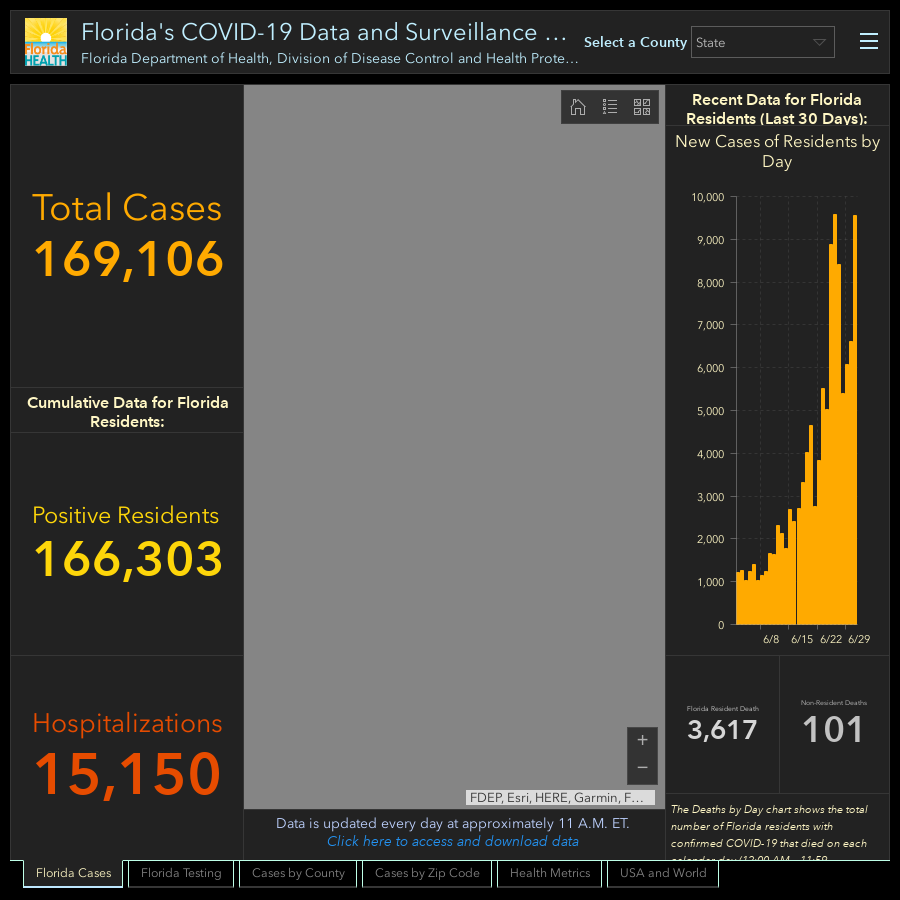 Florida
HEALTH
Florida's COVID-19 Data and Surveillance ...
Florida Department of Health, Division of Disease Control and Health Prote...
Select a County
State
Total Cases
169,106
Cumulative Data for Florida
Residents:
Positive Residents
166,303
Hospitalizations
15,150
FDEP, Esri, HERE, Garmin, F...
Data is updated every day at approximately 11 A.M. ET.
Click here to access and download data
Recent Data for Florida
Residents (Last 30 Days):
New Cases of Residents by
Day
10,000
9,000
8,000
7,000
6,000
5,000
4,000
3,000
2,000
1,000
0
6/8 6/15 6/22 6/29
Florida Resident Death
3,617
Non-Resident Deaths
101
The Deaths by Day chart shows the total
number of Florida residents with
confirmed COVID-19 that died on each
calendar day (12:00 AM - 11:59
Florida Cases
Florida Testing
Cases by County
Cases by Zip Code
Health Metrics
USA and World